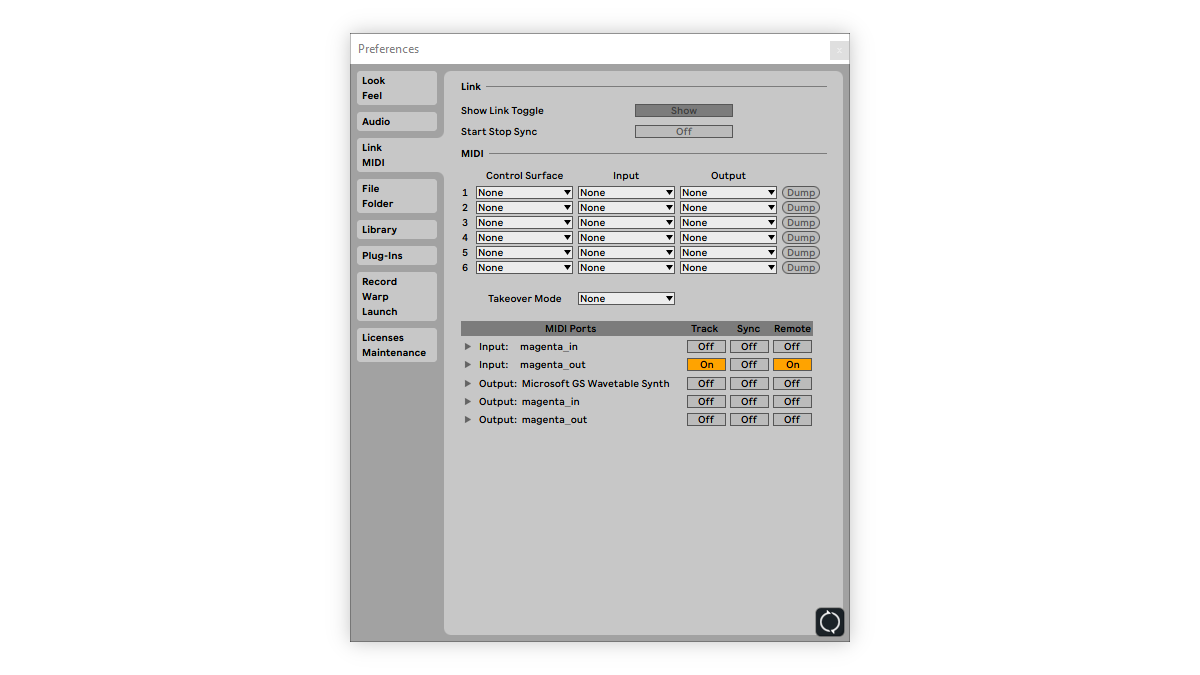 Preferences
x
Look
Feel
Audio
Link
MIDI
File
Folder
Library
Plug-Ins
Record
Warp
Launch
Licenses
Maintenance
Link
Show Link Toggle Show
Start Stop Sync Off
MIDI
Control Surface Input Output
1 None None None Dump
2 None None None Dump
3 None None None Dump
4 None None None Dump
5 None None None Dump
6 None None None Dump
Takeover Mode None
MIDI Ports Track Sync Remote
Input: magenta_in Off Off Off
Input: magenta_out On Off On
Output: Microsoft GS Wavetable Synth Off Off Off
Output: magenta_in Off Off Off
Output: magenta_out Off Off Off